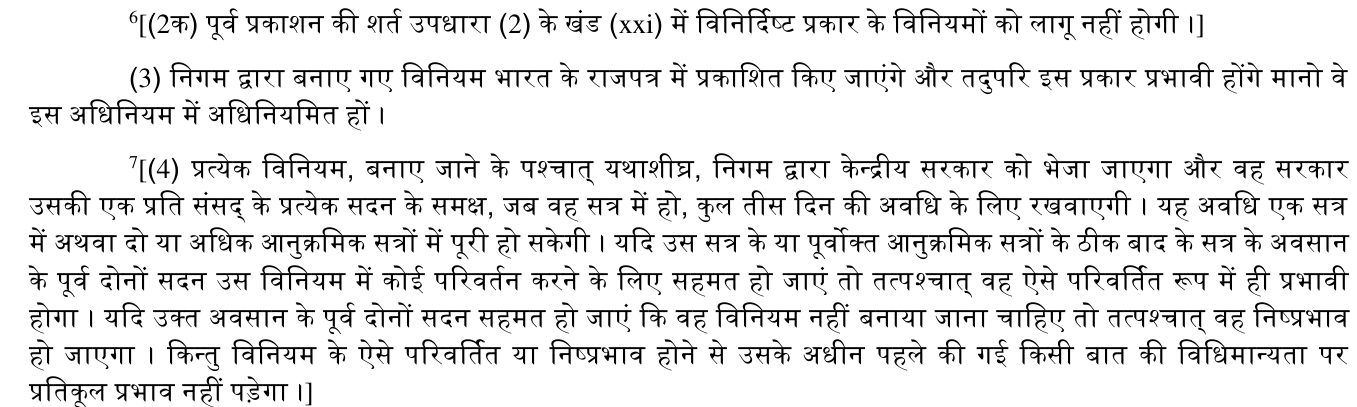 ⁶[(2क) पूर्व प्रकाशन की शर्त उपधारा (2) के खंड (xxi) में विनिर्दिष्ट प्रकार के विनियमों को लागू नहीं होगी ।]
(3) निगम द्वारा बनाए गए विनियम भारत के राजपत्र में प्रकाशित किए जाएंगे और तदुपरि इस प्रकार प्रभावी होंगे मानो वे
इस अधिनियम में अधिनियमित हों ।
⁷[(4) प्रत्येक विनियम, बनाए जाने के पश्चात् यथाशीघ्र, निगम द्वारा केन्द्रीय सरकार को भेजा जाएगा और वह सरकार
उसकी एक प्रति संसद् के प्रत्येक सदन के समक्ष, जब वह सत्र में हो, कुल तीस दिन की अवधि के लिए रखवाएगी । यह अवधि एक सत्र
में अथवा दो या अधिक आनुक्रमिक सत्रों में पूरी हो सकेगी । यदि उस सत्र के या पूर्वोक्त आनुक्रमिक सत्रों के ठीक बाद के सत्र के अवसान
के पूर्व दोनों सदन उस विनियम में कोई परिवर्तन करने के लिए सहमत हो जाएं तो तत्पश्चात् वह ऐसे परिवर्तित रूप में ही प्रभावी
होगा । यदि उक्त अवसान के पूर्व दोनों सदन सहमत हो जाएं कि वह विनियम नहीं बनाया जाना चाहिए तो तत्पश्चात् वह निष्प्रभाव
हो जाएगा । किन्तु विनियम के ऐसे परिवर्तित या निष्प्रभाव होने से उसके अधीन पहले की गई किसी बात की विधिमान्यता पर
प्रतिकूल प्रभाव नहीं पड़ेगा ।]